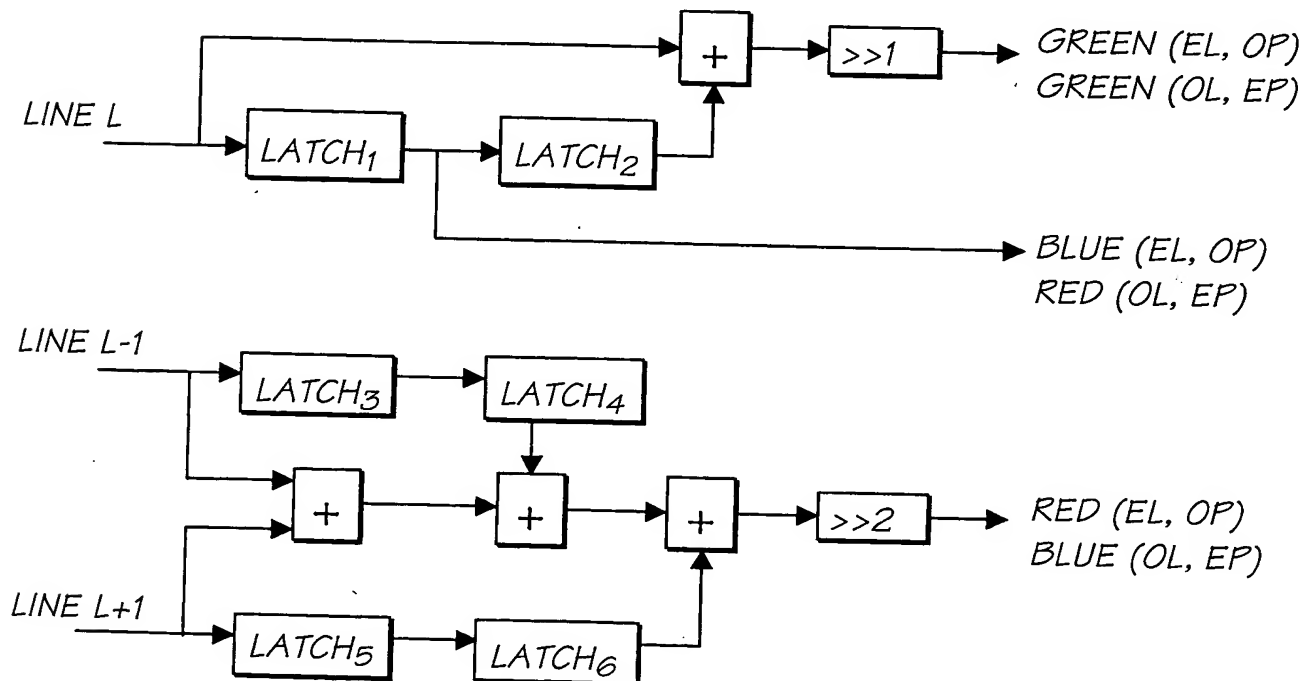 GREEN (EL, OP)
GREEN (OL, EP)
+
>>1
LINE L
LATCH1
LATCH2
BLUE (EL, OP)
RED (OL, EP)
LINE L-1
LATCH3
LATCH4
+
+
+
>>2
RED (EL, OP)
BLUE (OL, EP)
LINE L+1
LATCH5
LATCH6